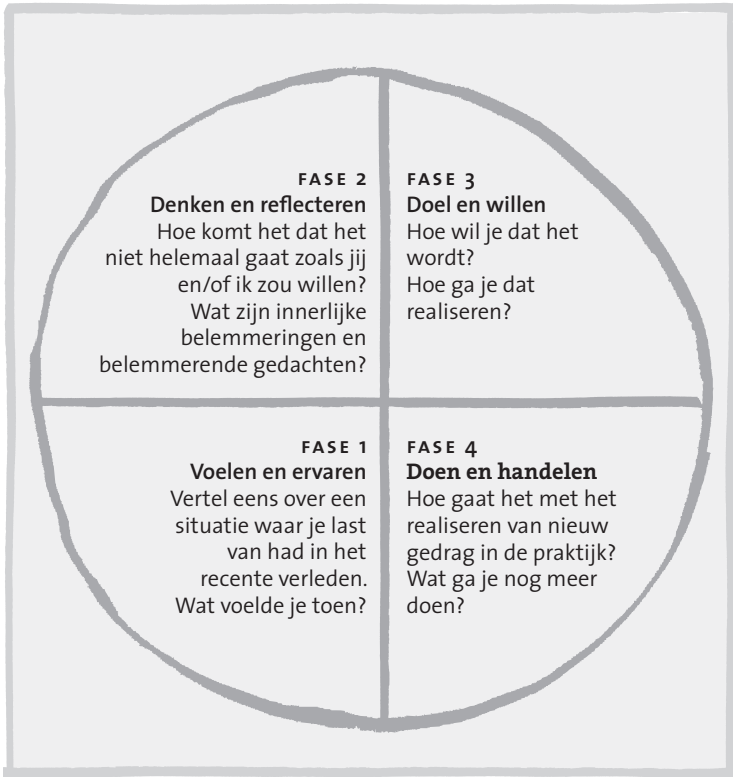 FASE 2
Denken en reflecteren
Hoe komt het dat het
niet helemaal gaat zoals jij
en/of ik zou willen?
Wat zijn innerlijke
belemmeringen en
belemmerende gedachten?
FASE 3
Doel en willen
Hoe wil je dat het
wordt?
Hoe ga je dat
realiseren?
FASE 1
Voelen en ervaren
Vertel eens over een
situatie waar je last
van had in het
recente verleden.
Wat voelde je toen?
FASE 4
Doen en handelen
Hoe gaat het met het
realiseren van nieuw
gedrag in de praktijk?
Wat ga je nog meer
doen?